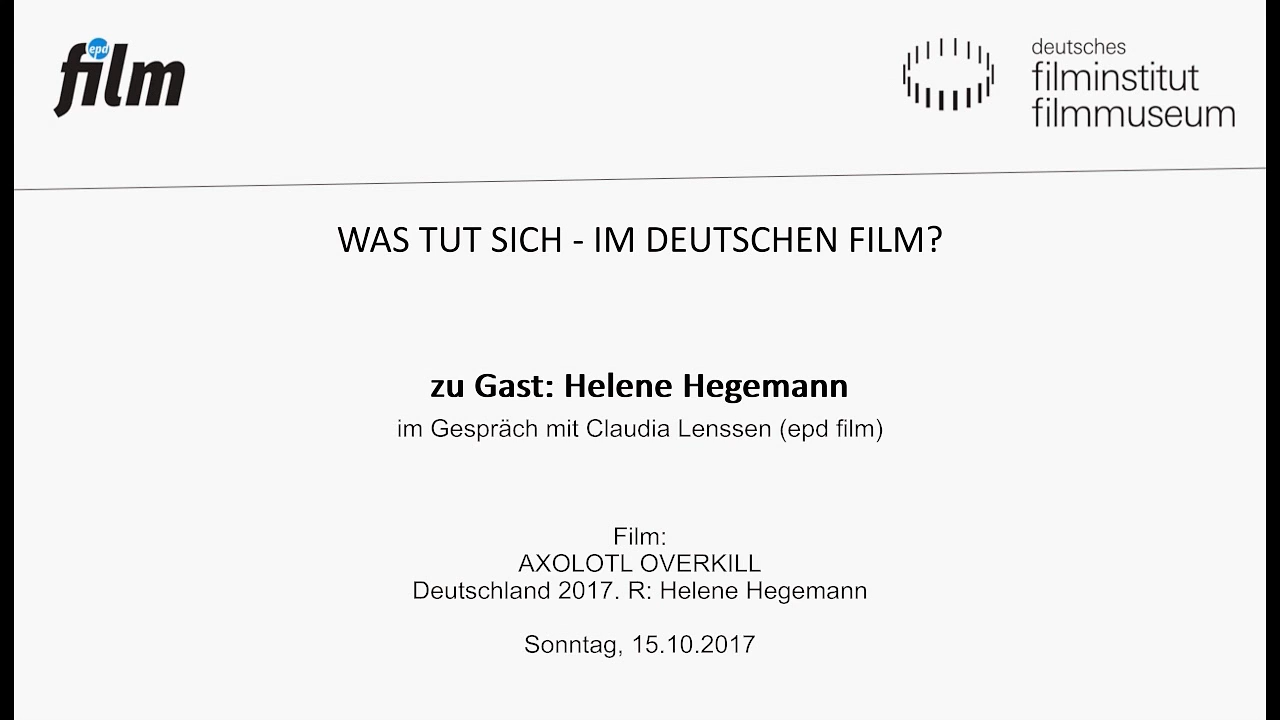 epd
film
deutsches
filminstitut
filmmuseum
WAS TUT SICH - IM DEUTSCHEN FILM?
zu Gast: Helene Hegemann
im Gespräch mit Claudia Lenssen (epd film)
Film:
AXOLOTL OVERKILL
Deutschland 2017. R: Helene Hegemann
Sonntag, 15.10.2017